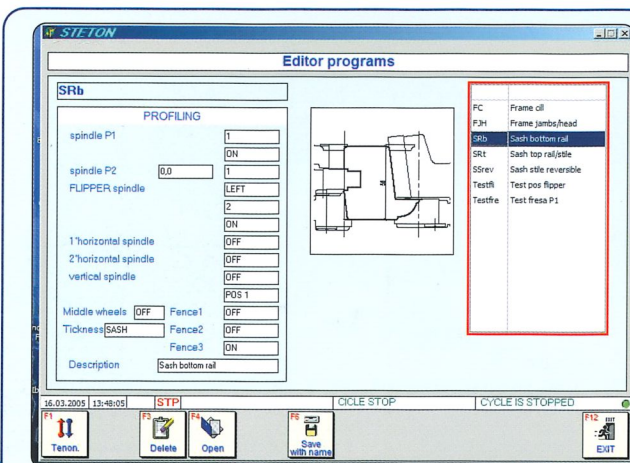 STETON
Editor programs
SRb
PROFILING
spindle P1 1
ON
spindle P2 0,0 1
FLIPPER spindle LEFT
2
ON
1°horizontal spindle OFF
2°horizontal spindle OFF
vertical spindle OFF
POS 1
Middle wheels OFF Fence1 OFF
Tickness SASH Fence2 OFF
Fence3 ON
Description Sash bottom rail
FC Frame cill
FJH Frame jambs/head
SRb Sash bottom rail
SRt Sash top rail/stile
SSrev Sash stile reversible
Testfli Test pos flipper
Testfre Test fresa P1
16.03.2005 13:48:05 STP CICLE STOP CYCLE IS STOPPED
F1 Tenon.
F3 Delete
F4 Open
F6 Save with name
F12 EXIT EXIT